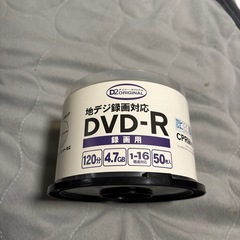 D2 ORIGINAL
地デジ録画対応
DVD-R
録画用
120分
4.7GB
1-16
50枚
CPRM